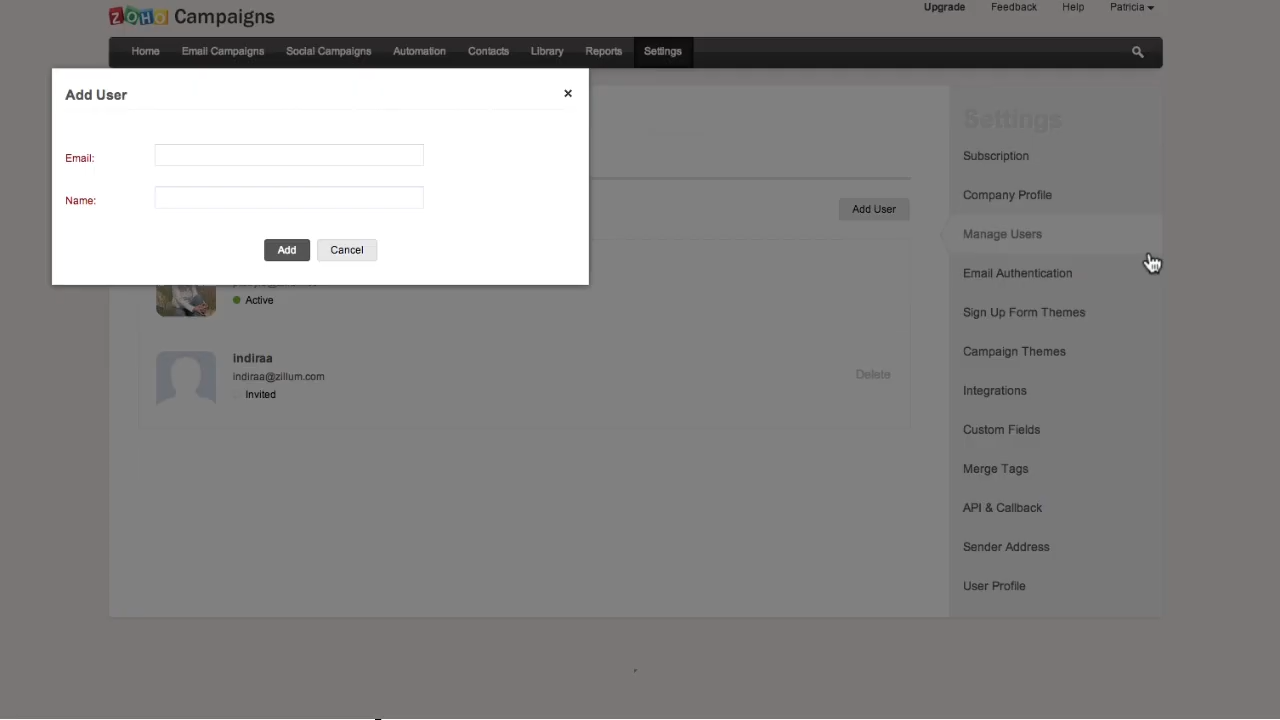 ZOHO Campaigns
Upgrade Feedback Help Patricia
Home Email Campaigns Social Campaigns Automation Contacts Library Reports Settings
Add User
Email:
Name:
Add Cancel
Add User
Active
indiraa
indiraa@zillum.com
Invited
Delete
Settings
Subscription
Company Profile
Manage Users
Email Authentication
Sign Up Form Themes
Campaign Themes
Integrations
Custom Fields
Merge Tags
API & Callback
Sender Address
User Profile